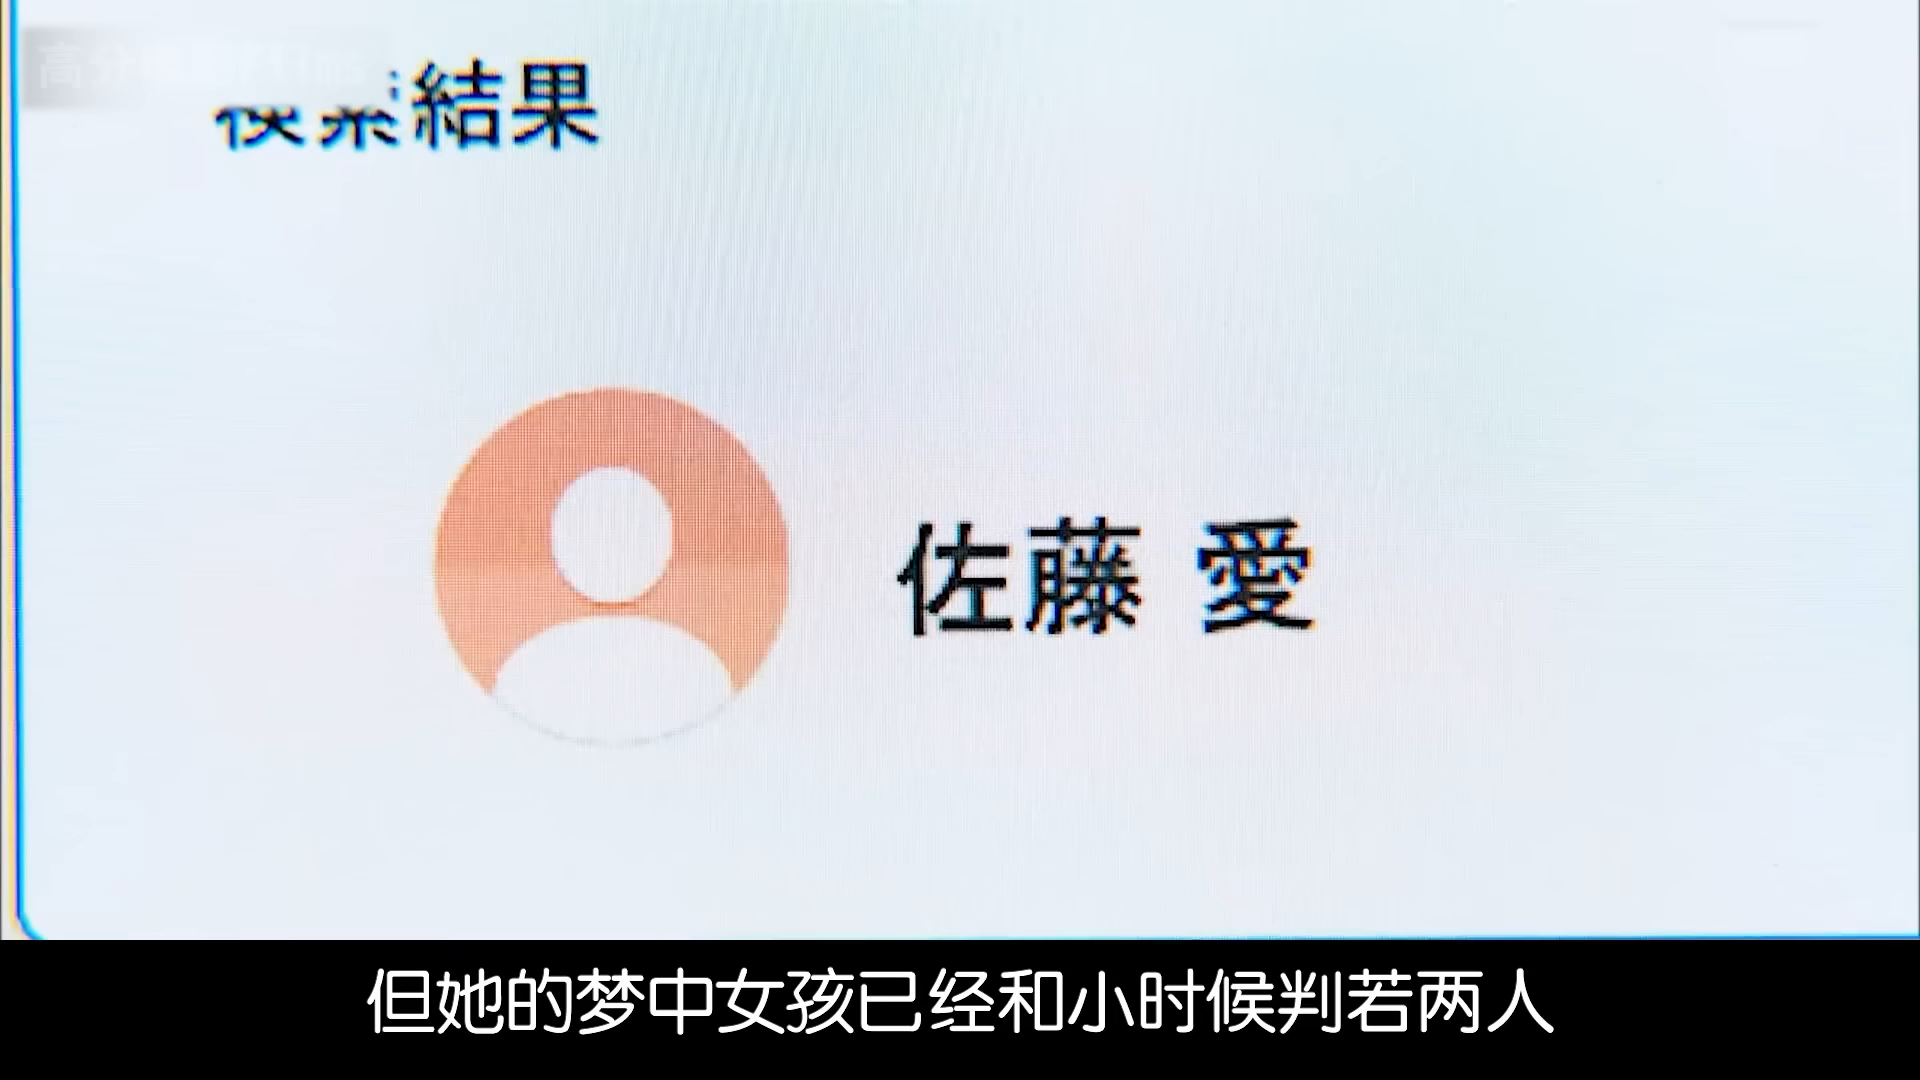 検索結果
佐藤 愛
但她的梦中女孩已经和小时候判若两人